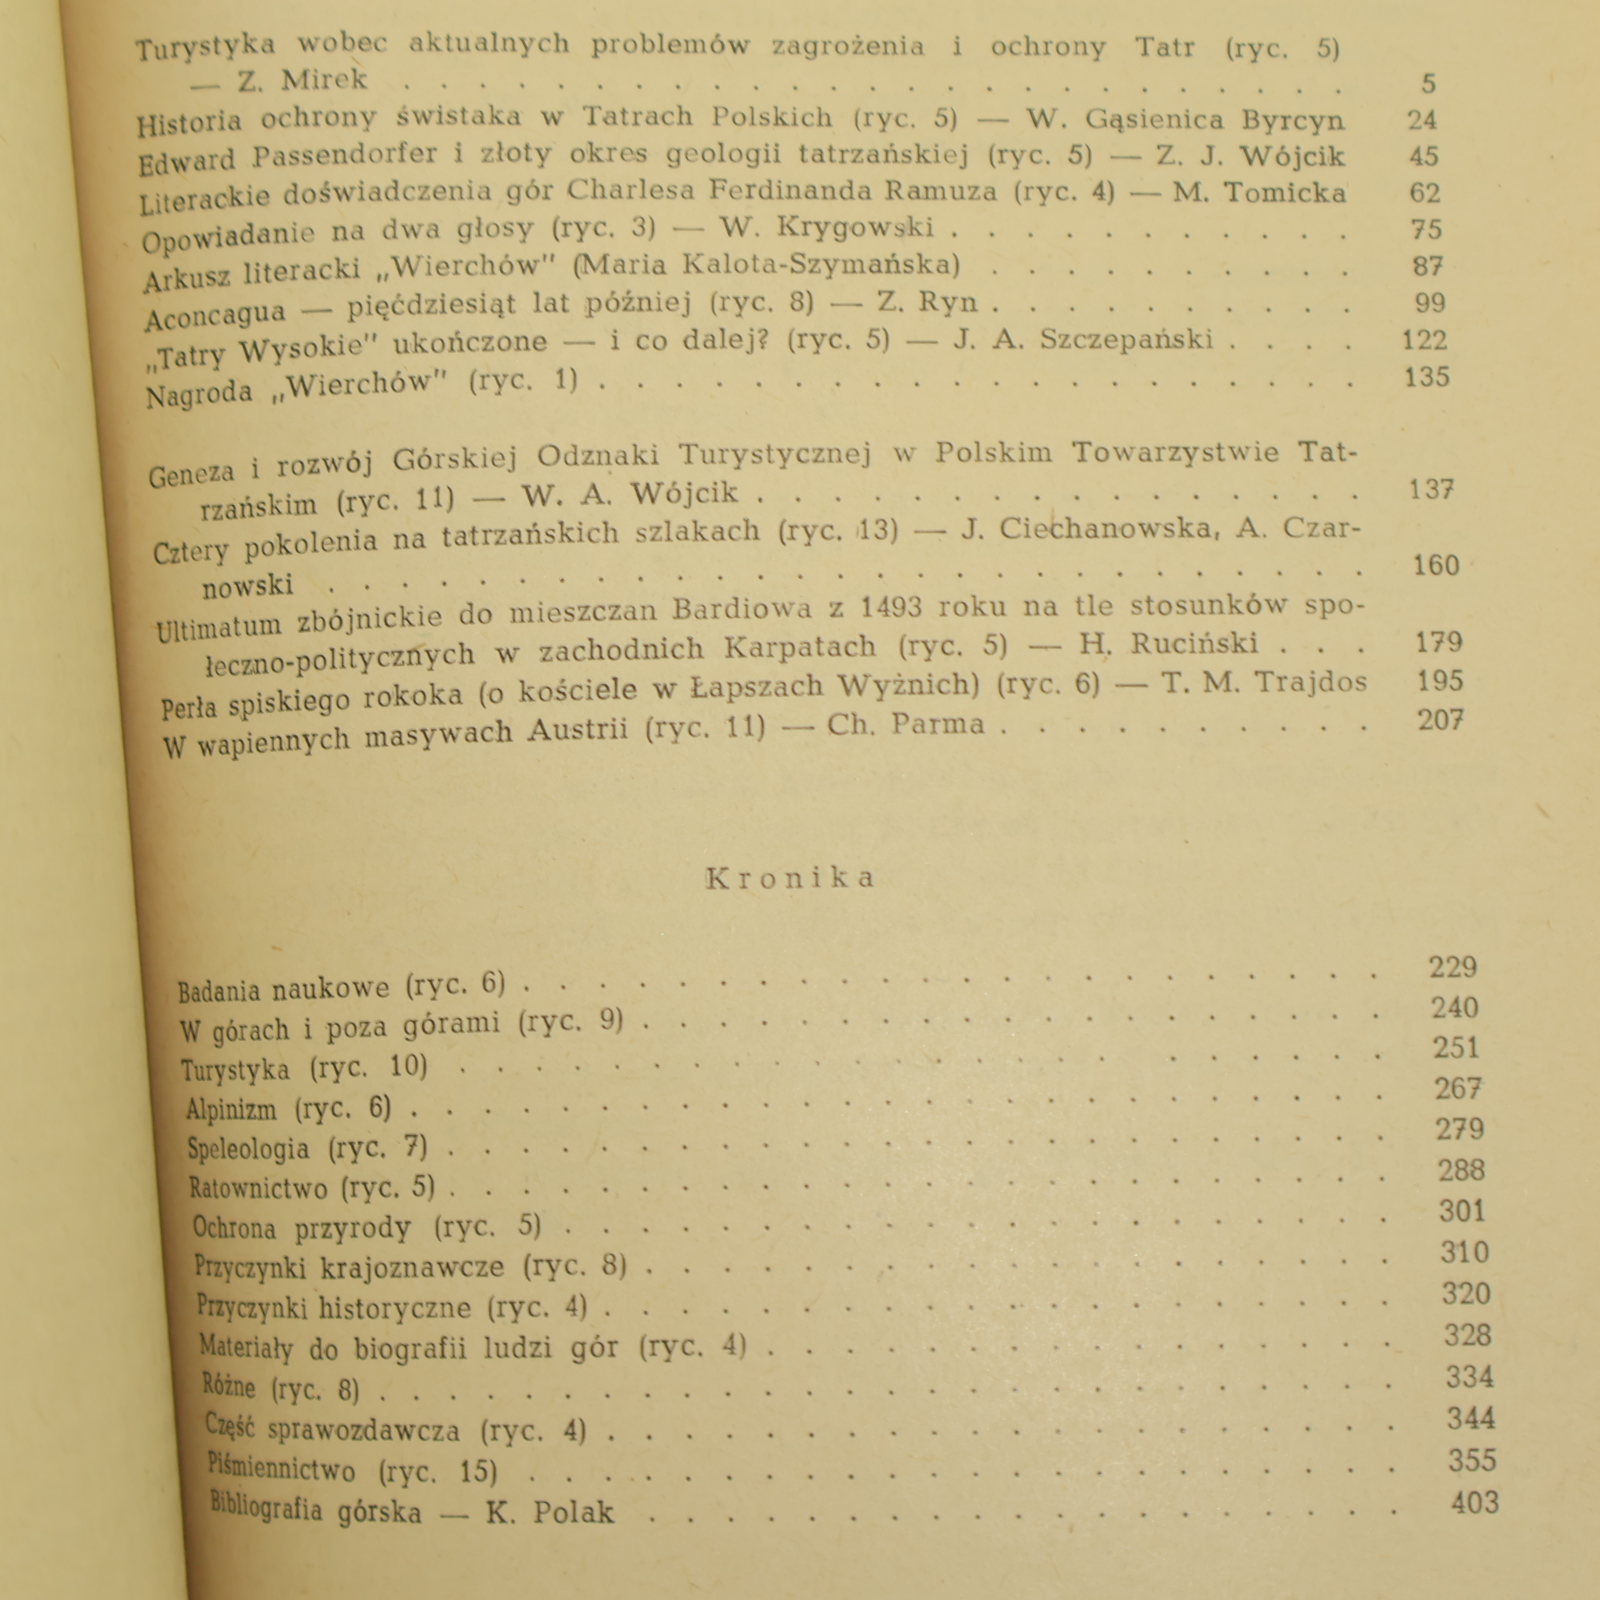 Turystyka wobec aktualnych problemów zagrożenia i ochrony Tatr (ryc. 5)
— Z. Mirek . . . . . . . . . . . . . . . . . . . . . . . . 5
Historia ochrony świstaka w Tatrach Polskich (ryc. 5) — W. Gąsienica Byrcyn 24
Edward Passendorfer i złoty okres geologii tatrzańskiej (ryc. 5) — Z. J. Wójcik 45
Literackie doświadczenia gór Charlesa Ferdinanda Ramuza (ryc. 4) — M. Tomicka 62
Opowiadanie na dwa głosy (ryc. 3) — W. Krygowski . . . . . . . . . . . 75
Arkusz literacki „Wierchów" (Maria Kalota-Szymańska) . . . . . . . . . . 87
Aconcagua — pięćdziesiąt lat później (ryc. 8) — Z. Ryn . . . . . . . . . . 99
„Tatry Wysokie" ukończone — i co dalej? (ryc. 5) — J. A. Szczepański . . . . 122
Nagroda „Wierchów" (ryc. 1) . . . . . . . . . . . . . . . . . . . . 135
Geneza i rozwój Górskiej Odznaki Turystycznej w Polskim Towarzystwie Tat-
rzańskim (ryc. 11) — W. A. Wójcik . . . . . . . . . . . . . . . . 137
Cztery pokolenia na tatrzańskich szlakach (ryc. 13) — J. Ciechanowska, A. Czar-
nowski . . . . . . . . . . . . . . . . . . . . . . . . . . . 160
Ultimatum zbójnickie do mieszczan Bardiowa z 1493 roku na tle stosunków spo-
łeczno-politycznych w zachodnich Karpatach (ryc. 5) — H. Ruciński . . . 179
Perła spiskiego rokoka (o kościele w Łapszach Wyżnich) (ryc. 6) — T. M. Trajdos 195
W wapiennych masywach Austrii (ryc. 11) — Ch. Parma . . . . . . . . . . 207
Kronika
Badania naukowe (ryc. 6) . . . . . . . . . . . . . . . . . . . . . . 229
W górach i poza górami (ryc. 9) . . . . . . . . . . . . . . . . . . . 240
Turystyka (ryc. 10) . . . . . . . . . . . . . . . . . . . . . . . 251
Alpinizm (ryc. 6) . . . . . . . . . . . . . . . . . . . . . . . . . 267
Speleologia (ryc. 7) . . . . . . . . . . . . . . . . . . . . . . . . 279
Ratownictwo (ryc. 5) . . . . . . . . . . . . . . . . . . . . . . . . 288
Ochrona przyrody (ryc. 5) . . . . . . . . . . . . . . . . . . . . . 301
Przyczynki krajoznawcze (ryc. 8) . . . . . . . . . . . . . . . . . . . 310
Przyczynki historyczne (ryc. 4) . . . . . . . . . . . . . . . . . . . . 320
Materiały do biografii ludzi gór (ryc. 4) . . . . . . . . . . . . . . . . 328
Różne (ryc. 8) . . . . . . . . . . . . . . . . . . . . . . . . . . 334
Część sprawozdawcza (ryc. 4) . . . . . . . . . . . . . . . . . . . . 344
Piśmiennictwo (ryc. 15) . . . . . . . . . . . . . . . . . . . . . . 355
Bibliografia górska — K. Polak . . . . . . . . . . . . . . . . . . . 403